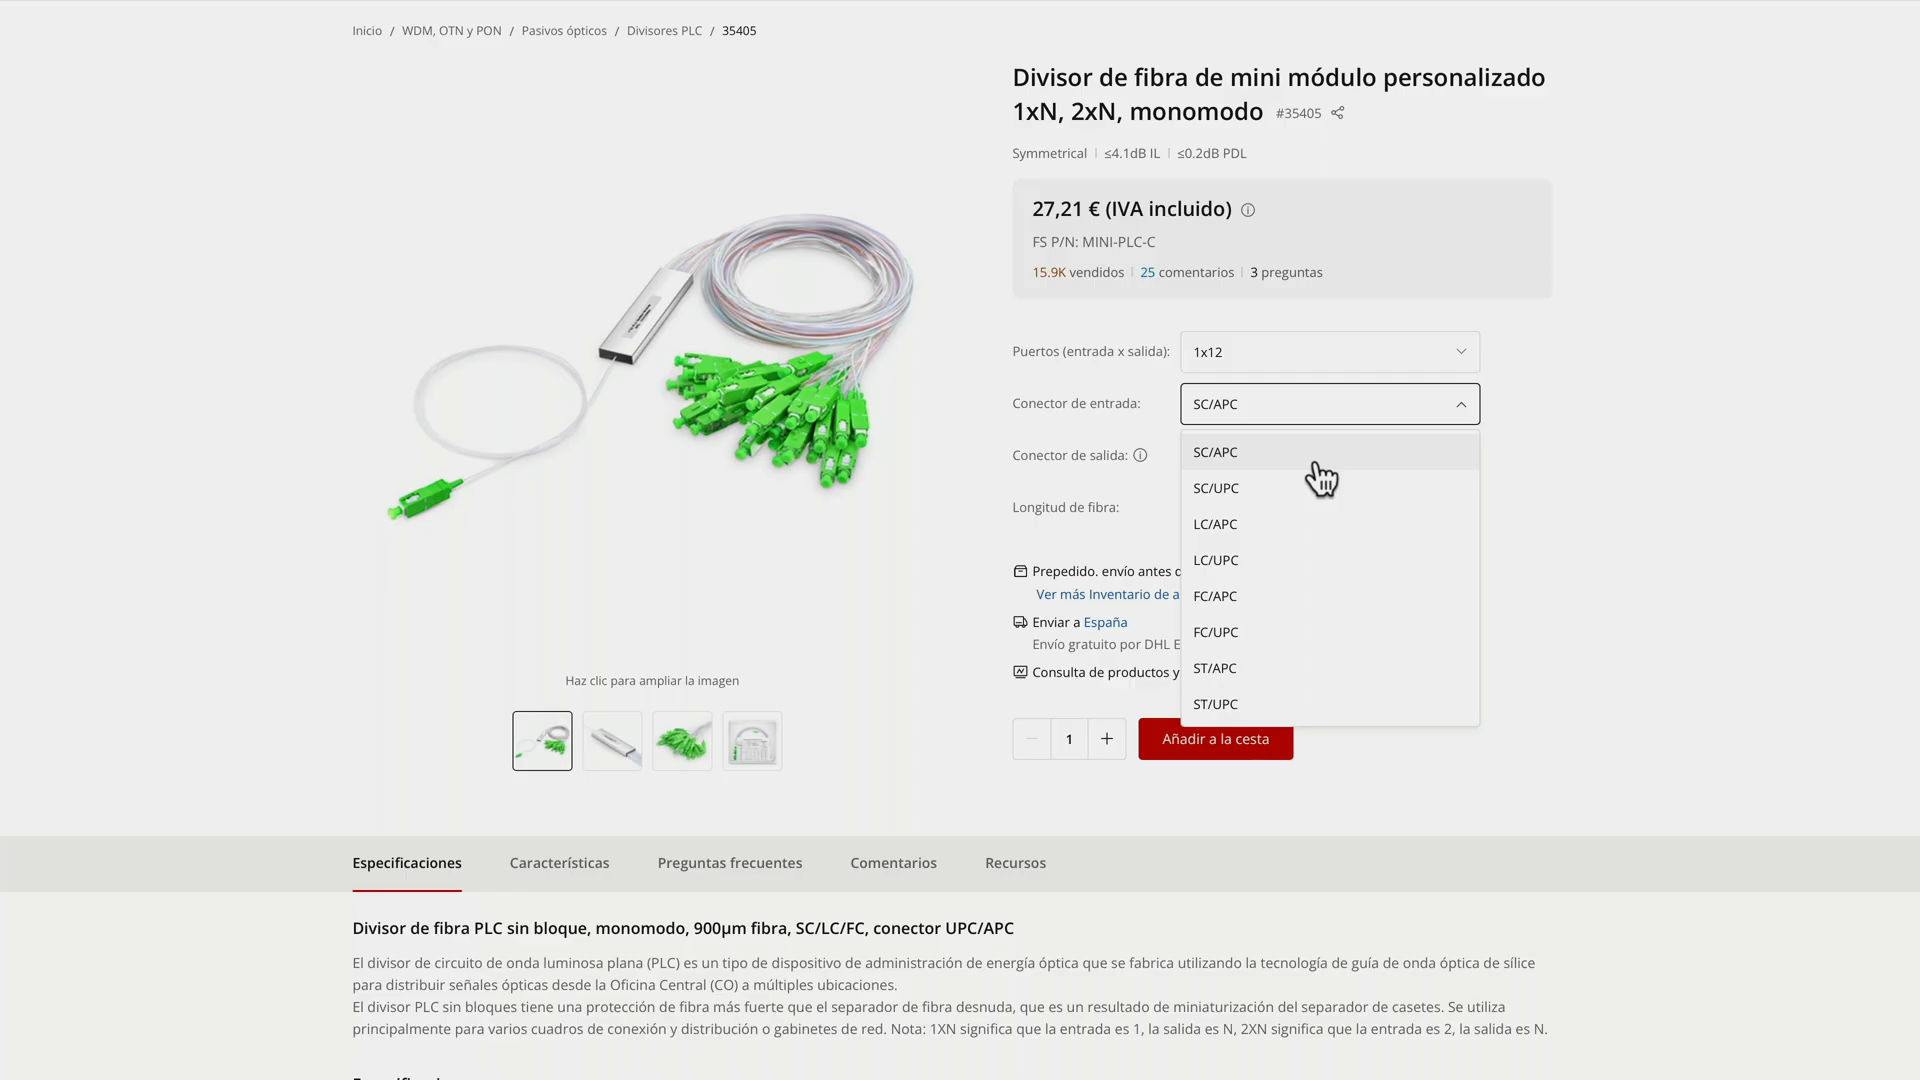 Inicio / WDM, OTN y PON / Pasivos ópticos / Divisores PLC / 35405
Divisor de fibra de mini módulo personalizado
1xN, 2xN, monomodo #35405
Symmetrical | ≤4.1dB IL | ≤0.2dB PDL
27,21 € (IVA incluido)
FS P/N: MINI-PLC-C
15.9K vendidos | 25 comentarios | 3 preguntas
Puertos (entrada x salida): 1x12
Conector de entrada: SC/APC
SC/APC
Conector de salida:
SC/UPC
Longitud de fibra:
LC/APC
LC/UPC
Prepedido. envío antes d
Ver más Inventario de a
FC/APC
Enviar a España
FC/UPC
Envío gratuito por DHL E
Consulta de productos y
ST/APC
ST/UPC
Haz clic para ampliar la imagen
1
Añadir a la cesta
Especificaciones Características Preguntas frecuentes Comentarios Recursos
Divisor de fibra PLC sin bloque, monomodo, 900μm fibra, SC/LC/FC, conector UPC/APC
El divisor de circuito de onda luminosa plana (PLC) es un tipo de dispositivo de administración de energía óptica que se fabrica utilizando la tecnología de guía de onda óptica de sílice
para distribuir señales ópticas desde la Oficina Central (CO) a múltiples ubicaciones.
El divisor PLC sin bloques tiene una protección de fibra más fuerte que el separador de fibra desnuda, que es un resultado de miniaturización del separador de casetes. Se utiliza
principalmente para varios cuadros de conexión y distribución o gabinetes de red. Nota: 1XN significa que la entrada es 1, la salida es N, 2XN significa que la entrada es 2, la salida es N.